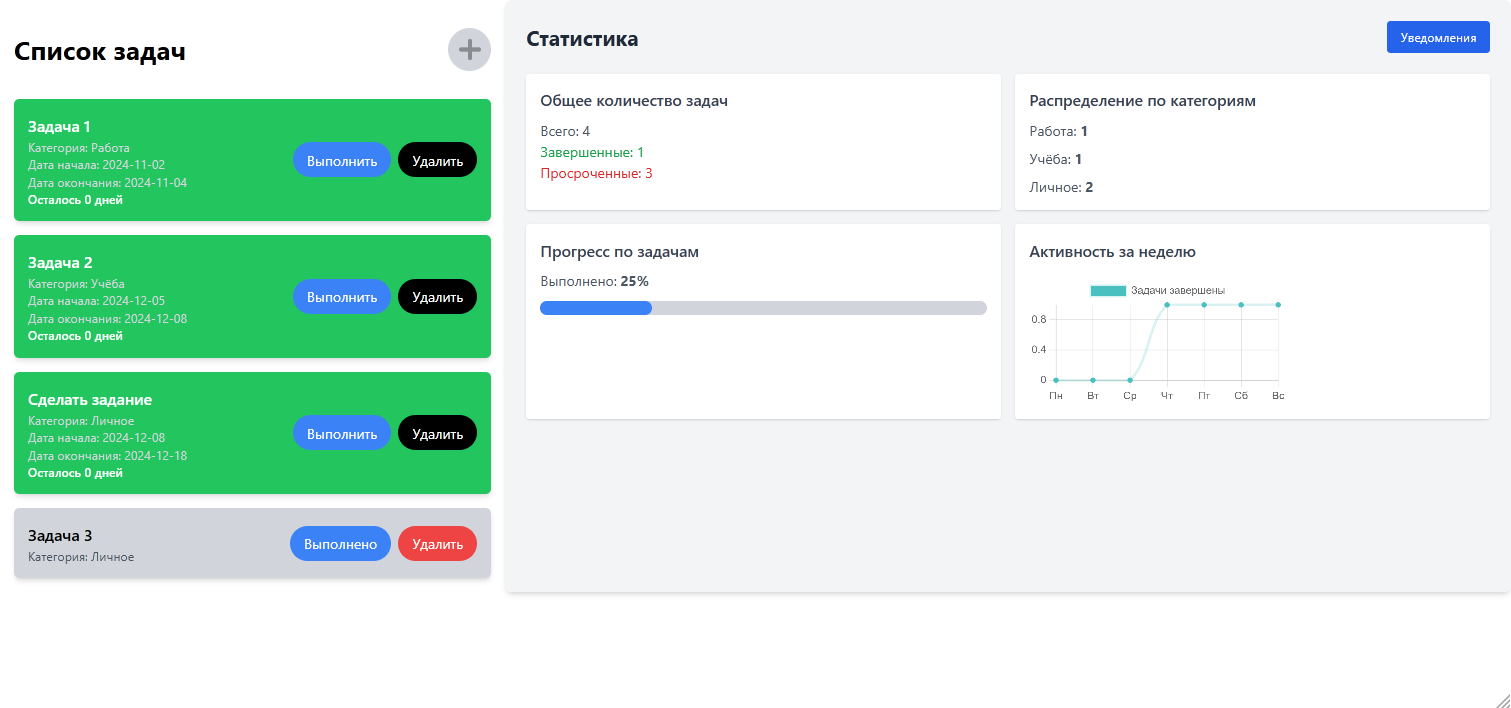 Список задач
Задача 1
Категория: Работа
Дата начала: 2024-11-02
Дата окончания: 2024-11-04
Осталось 0 дней
Выполнить
Удалить
Задача 2
Категория: Учёба
Дата начала: 2024-12-05
Дата окончания: 2024-12-08
Осталось 0 дней
Выполнить
Удалить
Сделать задание
Категория: Личное
Дата начала: 2024-12-08
Дата окончания: 2024-12-18
Осталось 0 дней
Выполнить
Удалить
Задача 3
Категория: Личное
Выполнено
Удалить
Статистика
Уведомления
Общее количество задач
Всего: 4
Завершенные: 1
Просроченные: 3
Распределение по категориям
Работа: 1
Учёба: 1
Личное: 2
Прогресс по задачам
Выполнено: 25%
Активность за неделю
Задачи завершены
0.8
0.4
0
Пн Вт Ср Чт Пт Сб Вс